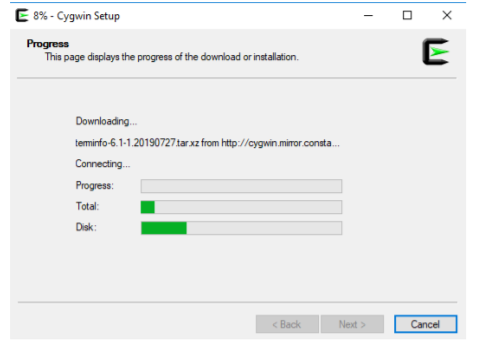 8% - Cygwin Setup
Progress
This page displays the progress of the download or installation.
Downloading...
terminfo-6.1-1.20190727.tar.xz from http://cygwin.mirror.consta...
Connecting...
Progress:
Total:
Disk:
< Back Next > Cancel